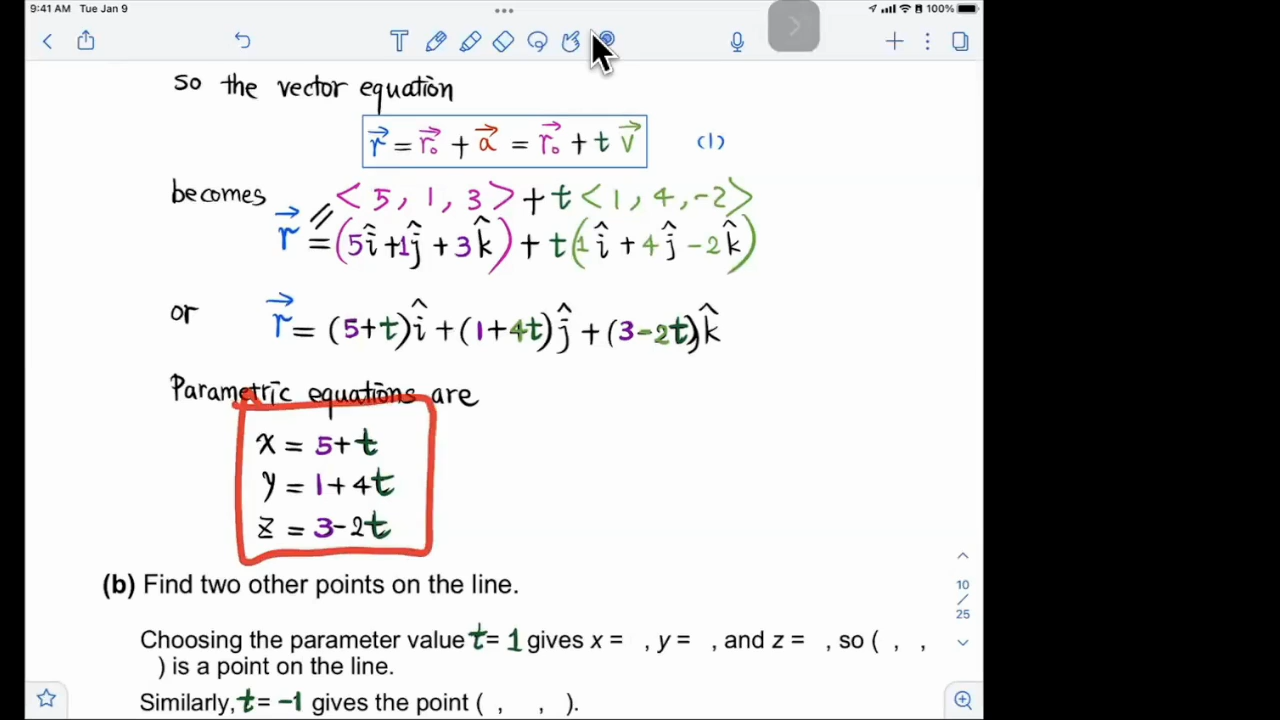 9:41 AM Tue Jan 9
100%
So the vector equation
r⃗ = r⃗₀ + a⃗ = r⃗₀ + t v⃗ (1)
becomes < 5, 1, 3 > + t < 1, 4, -2 >
r⃗ = (5î + 1ĵ + 3k̂) + t(1î + 4ĵ - 2k̂)
or r⃗ = (5+t)î + (1+4t)ĵ + (3-2t)k̂
Parametric equations are
x = 5+t
y = 1+4t
z = 3-2t
(b) Find two other points on the line.
10
/
25
Choosing the parameter value t= 1 gives x = , y = , and z = , so ( , ,
) is a point on the line.
Similarly, t= -1 gives the point ( , , ).